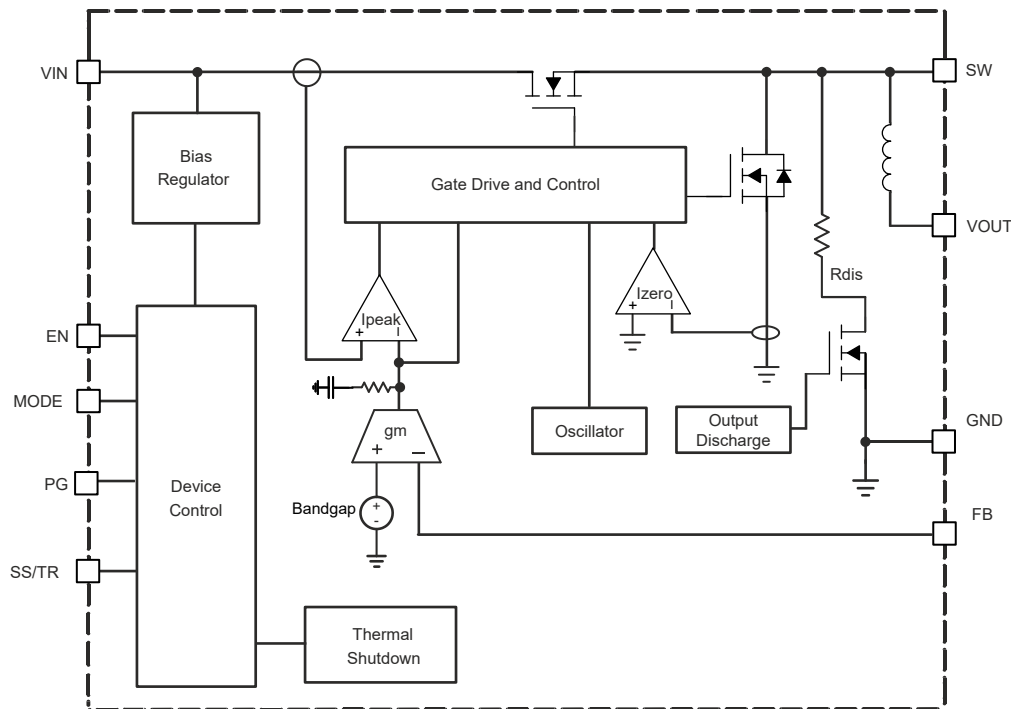 VIN
SW
Bias
Regulator
Gate Drive and Control
VOUT
Rdis
Izero
+ –
Ipeak
+ –
EN
MODE
gm
+ –
Oscillator
Output
Discharge
GND
PG
Device
Control
Bandgap
+
-
FB
SS/TR
Thermal
Shutdown